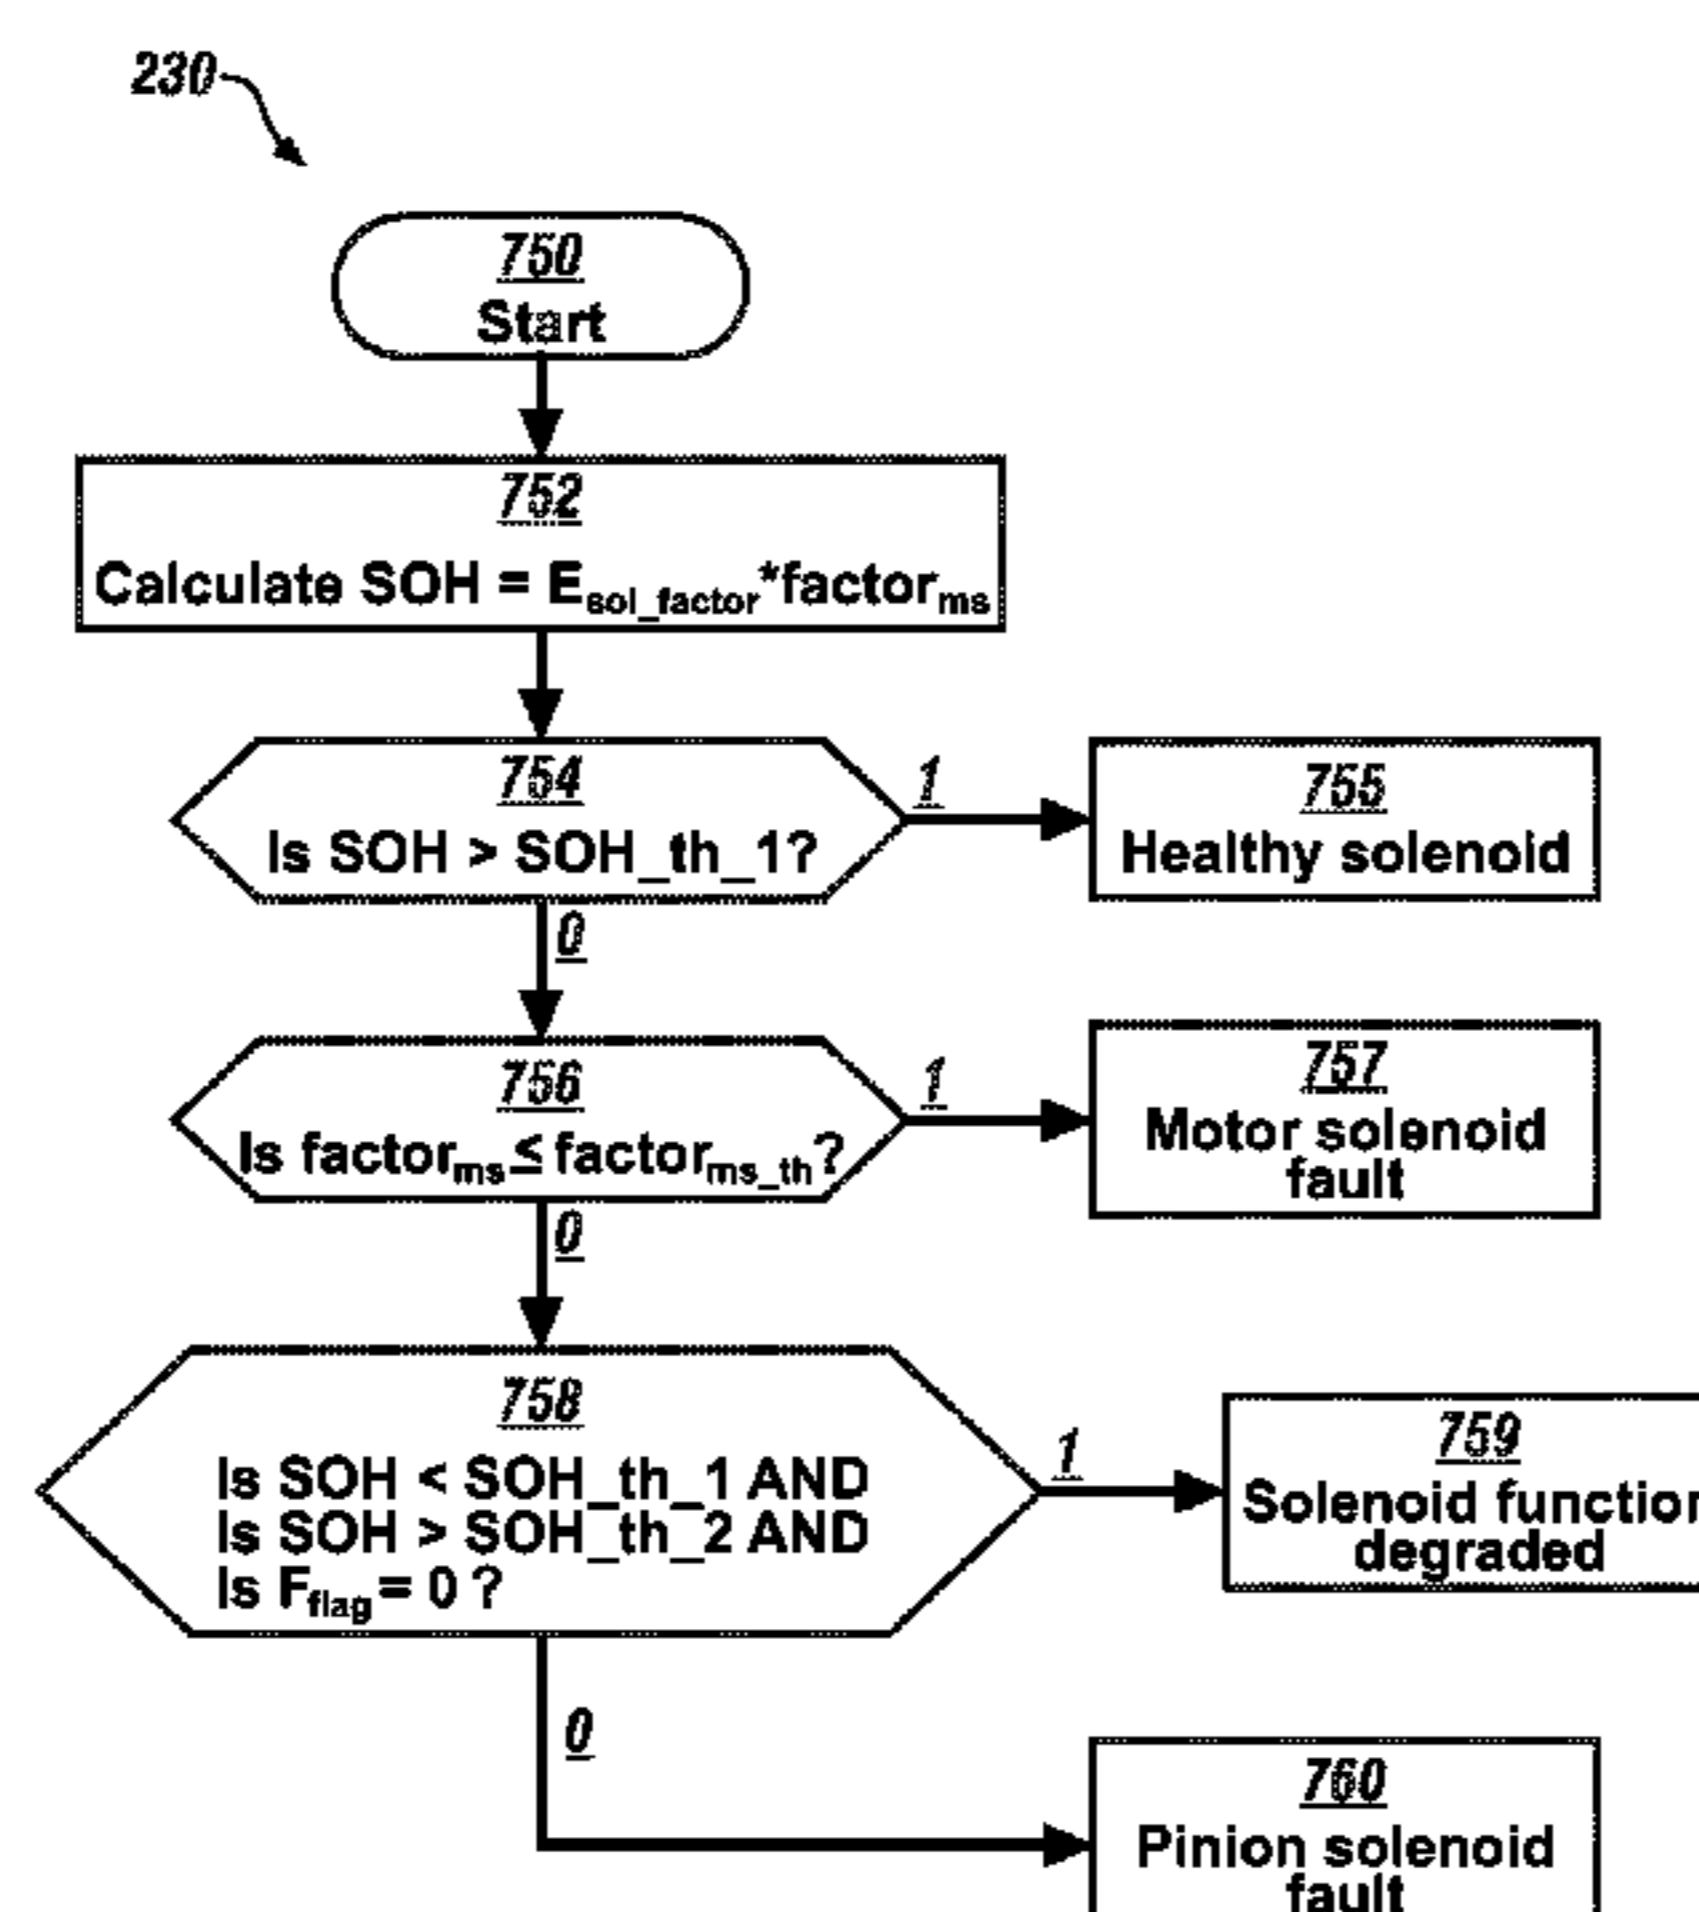 230
750
Start
752
Calculate SOH = Esol_factor*factorms
754
Is SOH > SOH_th_1?
1
755
Healthy solenoid
0
756
Is factorms ≤ factorms_th?
1
757
Motor solenoid
fault
0
758
Is SOH < SOH_th_1 AND
Is SOH > SOH_th_2 AND
Is Fflag = 0 ?
1
759
Solenoid function
degraded
0
760
Pinion solenoid
fault